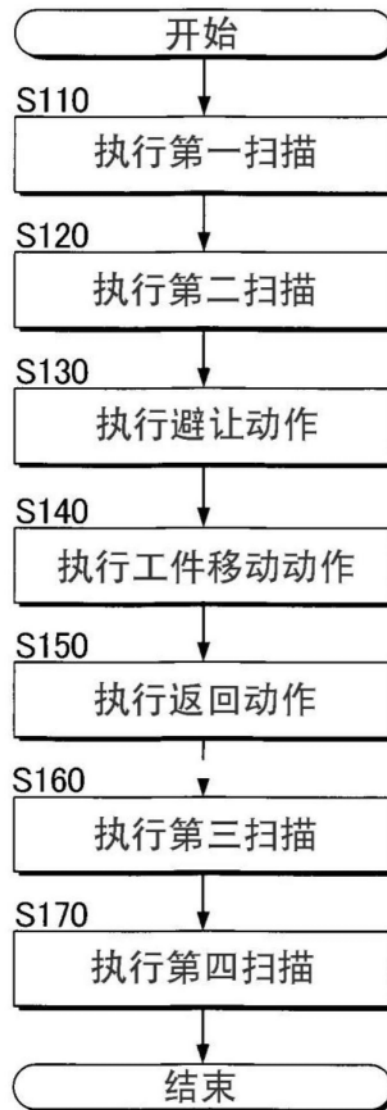 开始
S110
执行第一扫描
S120
执行第二扫描
S130
执行避让动作
S140
执行工件移动动作
S150
执行返回动作
S160
执行第三扫描
S170
执行第四扫描
结束